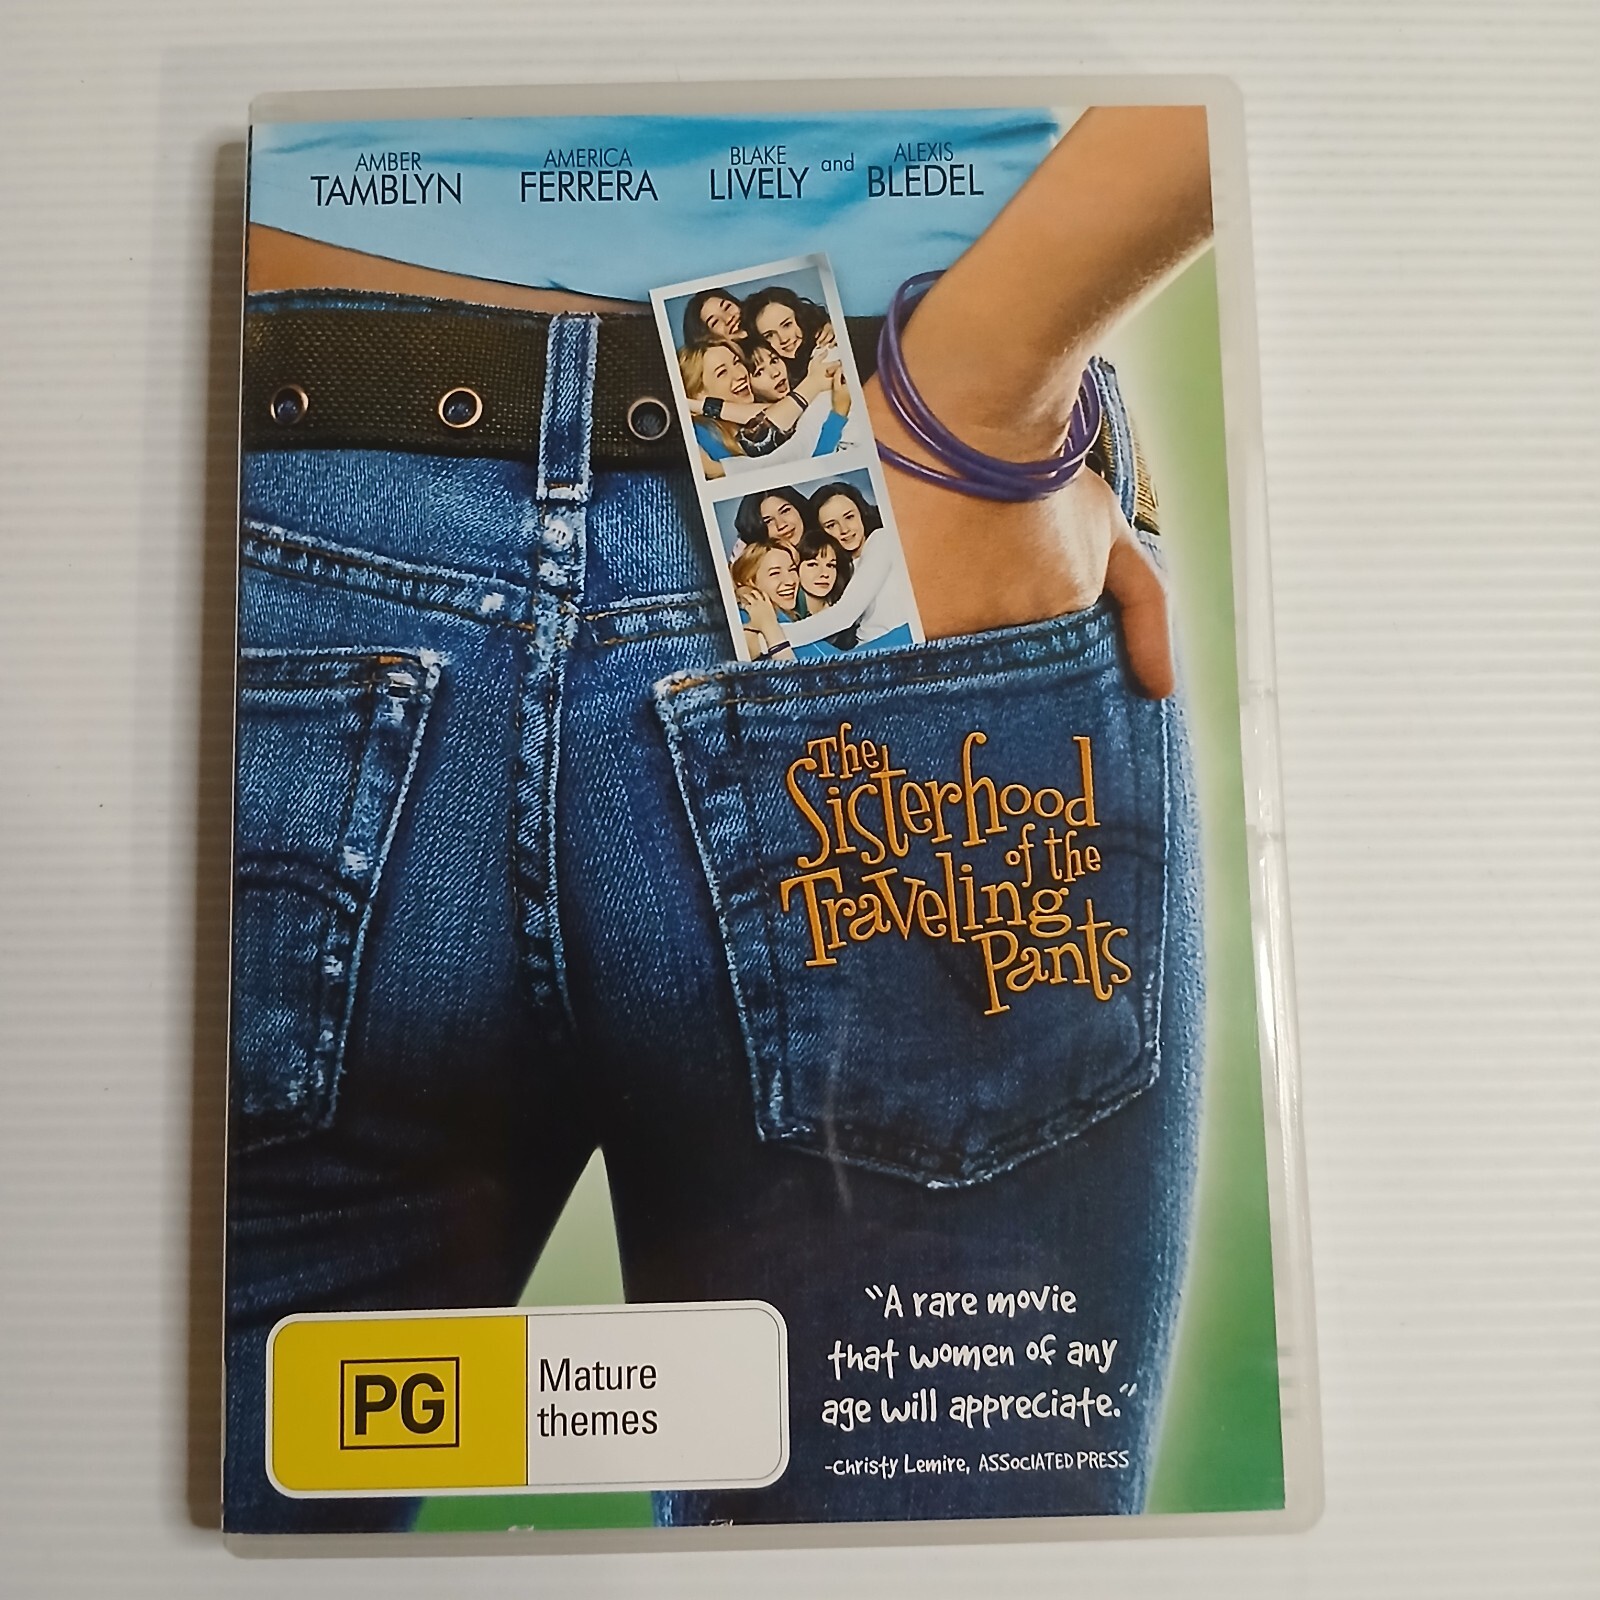 AMBER AMERICA BLAKE and ALEXIS
TAMBLYN FERRERA LIVELY BLEDEL
The
Sisterhood
of the
Traveling
Pants
"A rare movie
that women of any
age will appreciate."
-Christy Lemire, ASSOCIATED PRESS
PG
Mature
themes